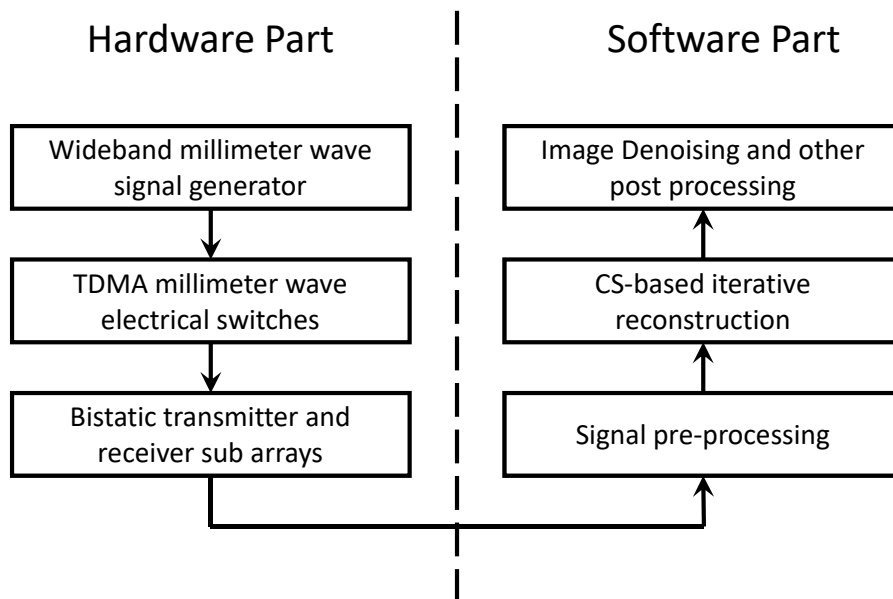 Hardware Part
Software Part
Wideband millimeter wave
signal generator
TDMA millimeter wave
electrical switches
Bistatic transmitter and
receiver sub arrays
Image Denoising and other
post processing
CS-based iterative
reconstruction
Signal pre-processing